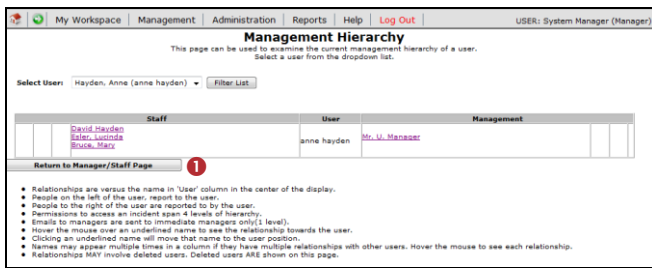 My Workspace Management Administration Reports Help Log Out USER: System Manager (Manager)
Management Hierarchy
This page can be used to examine the current management hierarchy of a user.
Select a user from the dropdown list.
Select User: Hayden, Anne (anne hayden) Filter List
Staff User Management
David Hayden
Esler, Lucinda
Bruce, Mary
anne hayden
Mr. U. Manager
Return to Manager/Staff Page 1
• Relationships are versus the name in 'User' column in the center of the display.
• People on the left of the user, report to the user.
• People to the right of the user are reported to by the user.
• Permissions to access an incident span 4 levels of hierarchy.
• Emails to managers are sent to immediate managers only(1 level).
• Hover the mouse over an underlined name to see the relationship towards the user.
• Clicking an underlined name will move that name to the user position.
• Names may appear multiple times in a column if they have multiple relationships with other users. Hover the mouse to see each relationship.
• Relationships MAY involve deleted users. Deleted users ARE shown on this page.